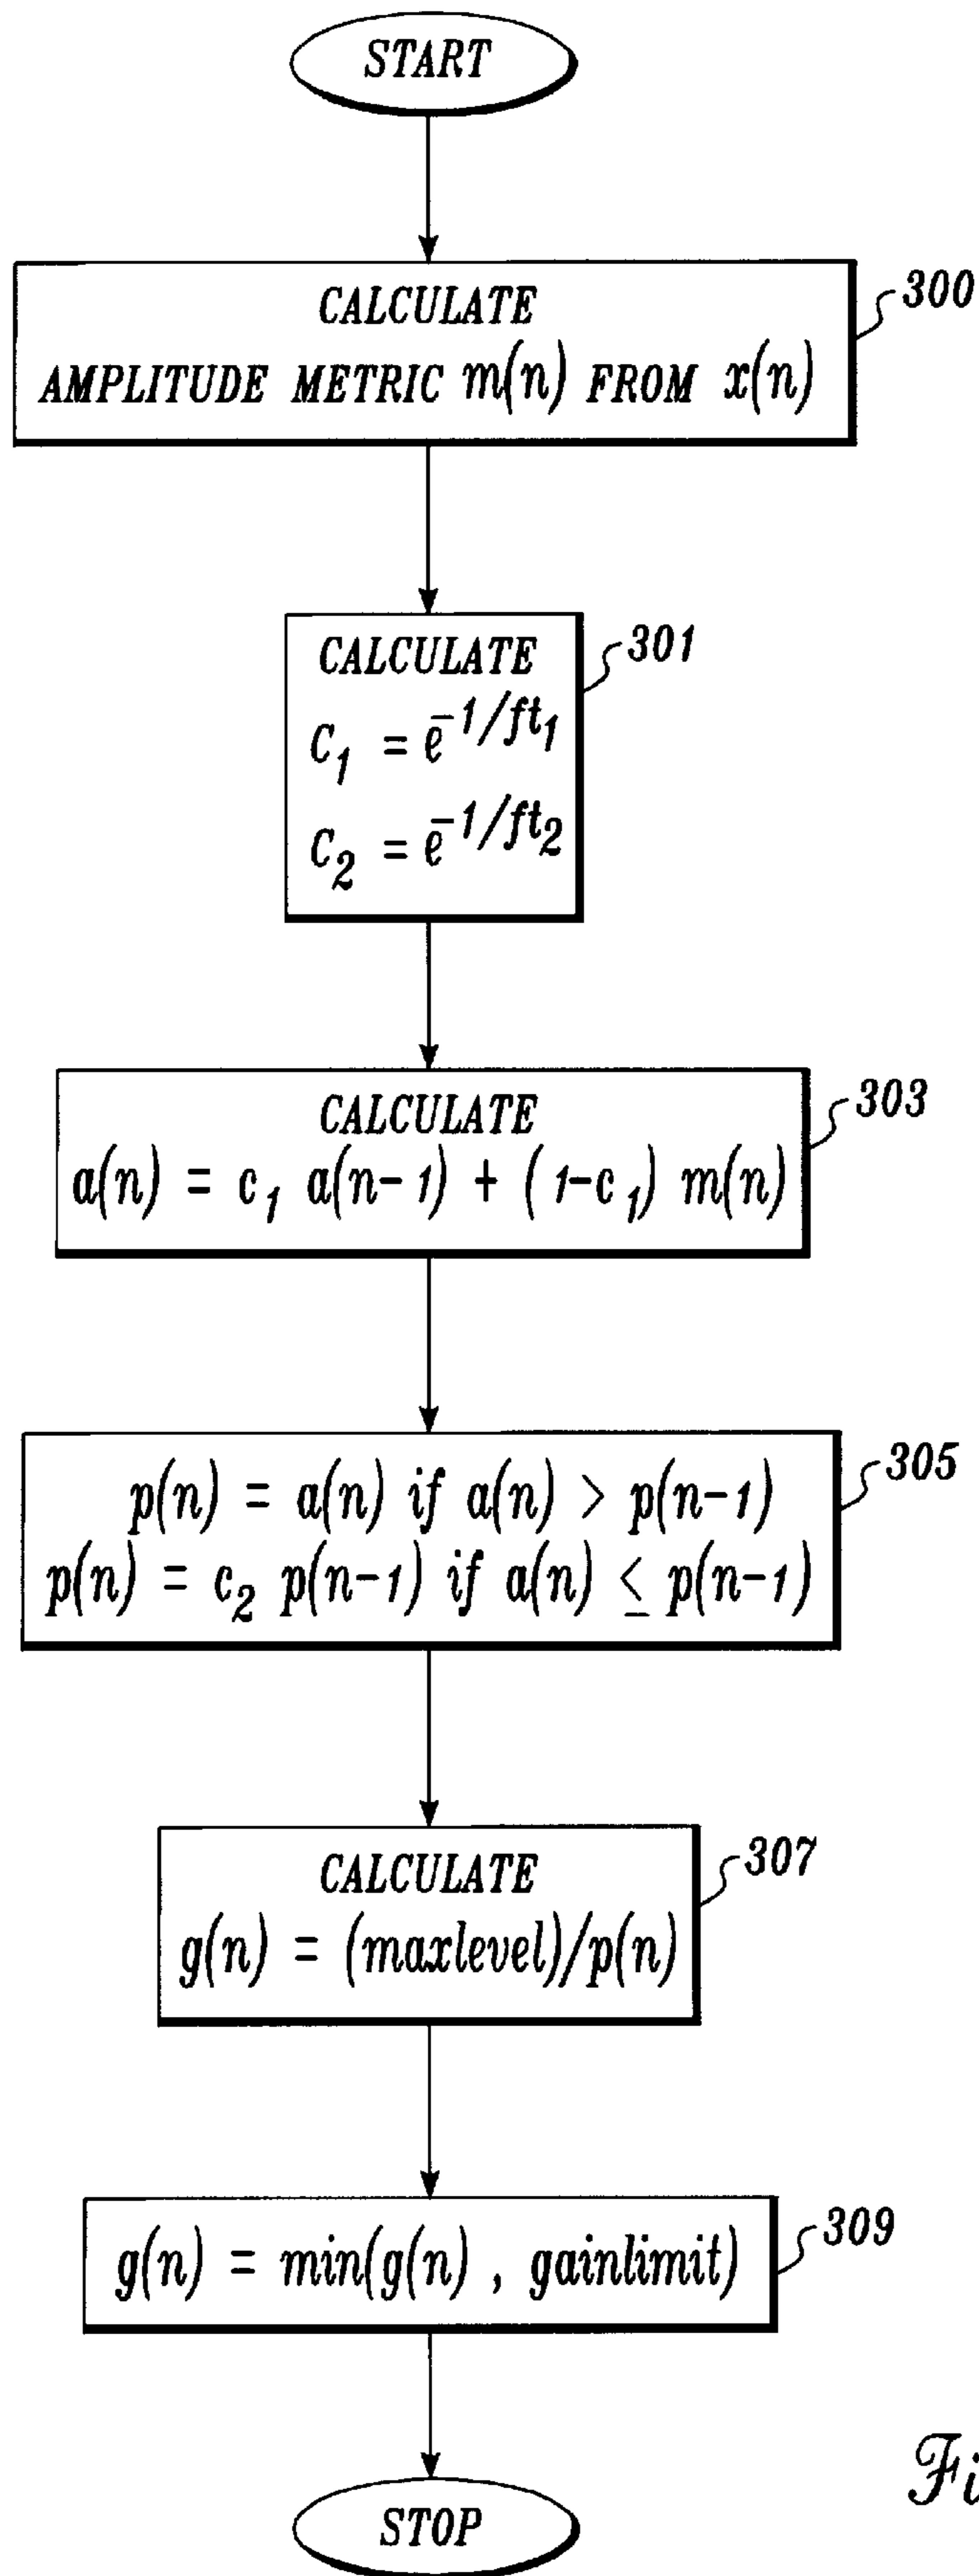 START
CALCULATE
AMPLITUDE METRIC m(n) FROM x(n)
300
CALCULATE
c₁ = e⁻¹/ft₁
c₂ = e⁻¹/ft₂
301
CALCULATE
a(n) = c₁ a(n-1) + (1-c₁) m(n)
303
p(n) = a(n) if a(n) > p(n-1)
p(n) = c₂ p(n-1) if a(n) ≤ p(n-1)
305
CALCULATE
g(n) = (maxlevel)/p(n)
307
g(n) = min(g(n) , gainlimit)
309
STOP